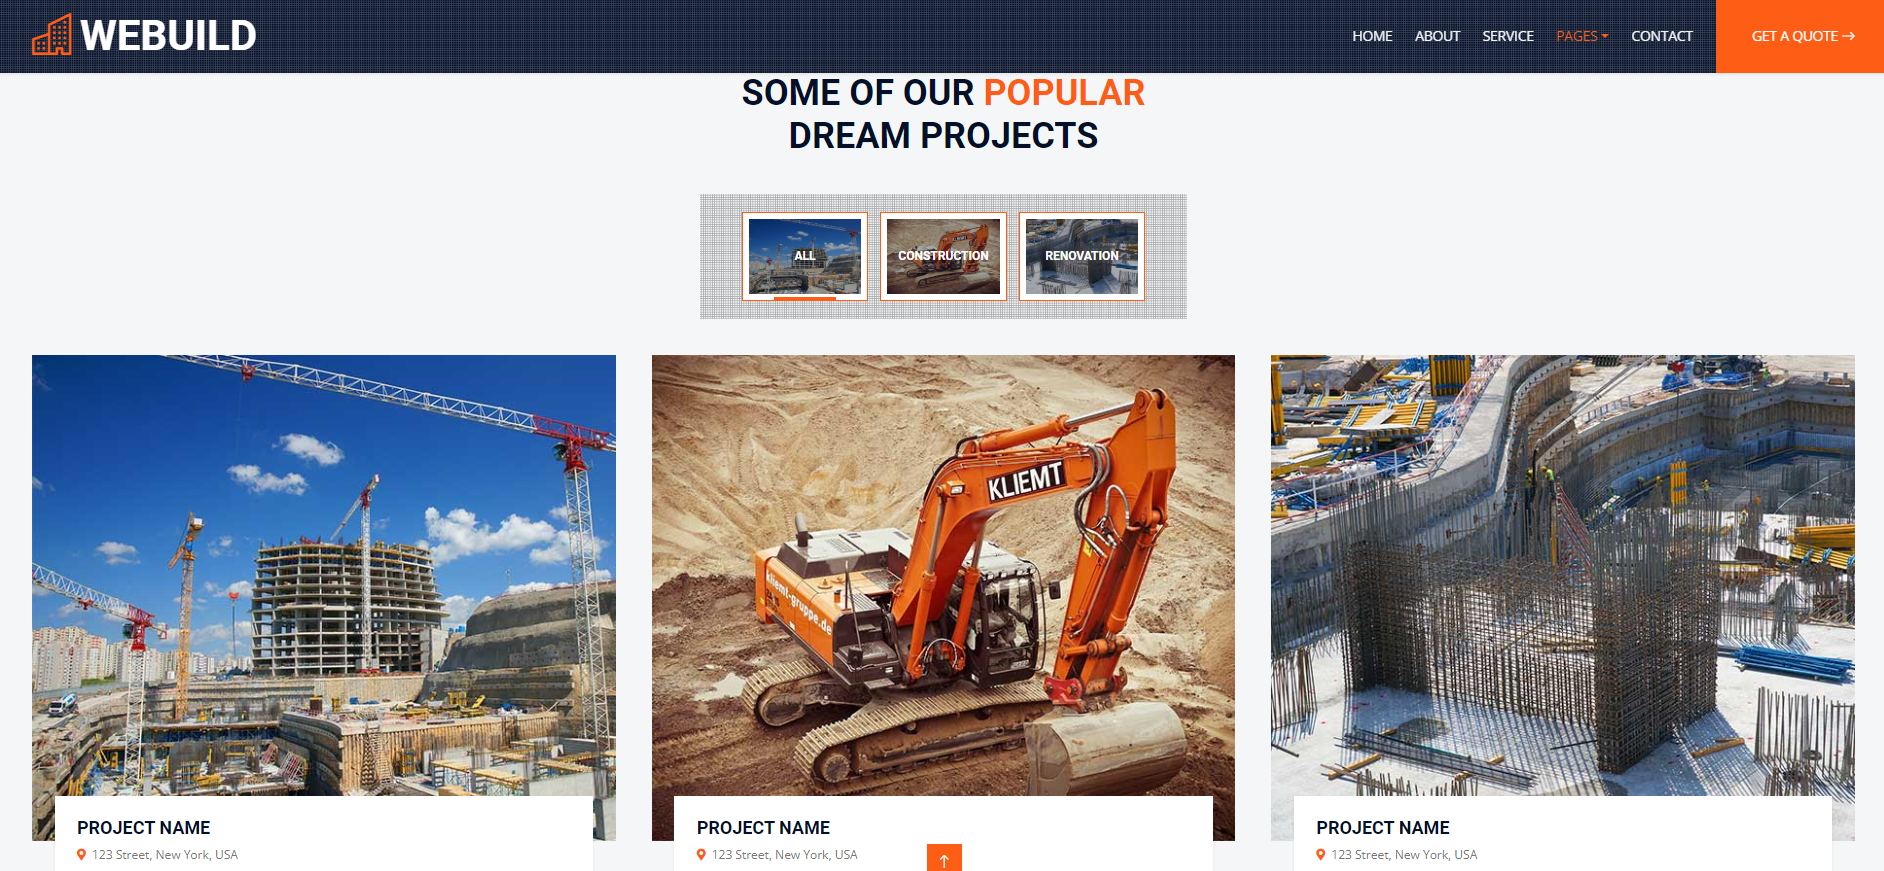 WEBUILD
HOME ABOUT SERVICE PAGES CONTACT GET A QUOTE →
SOME OF OUR POPULAR
DREAM PROJECTS
ALL CONSTRUCTION RENOVATION
KLIEMT
kliemt-gruppe.de
PROJECT NAME
123 Street, New York, USA
PROJECT NAME
123 Street, New York, USA
PROJECT NAME
123 Street, New York, USA